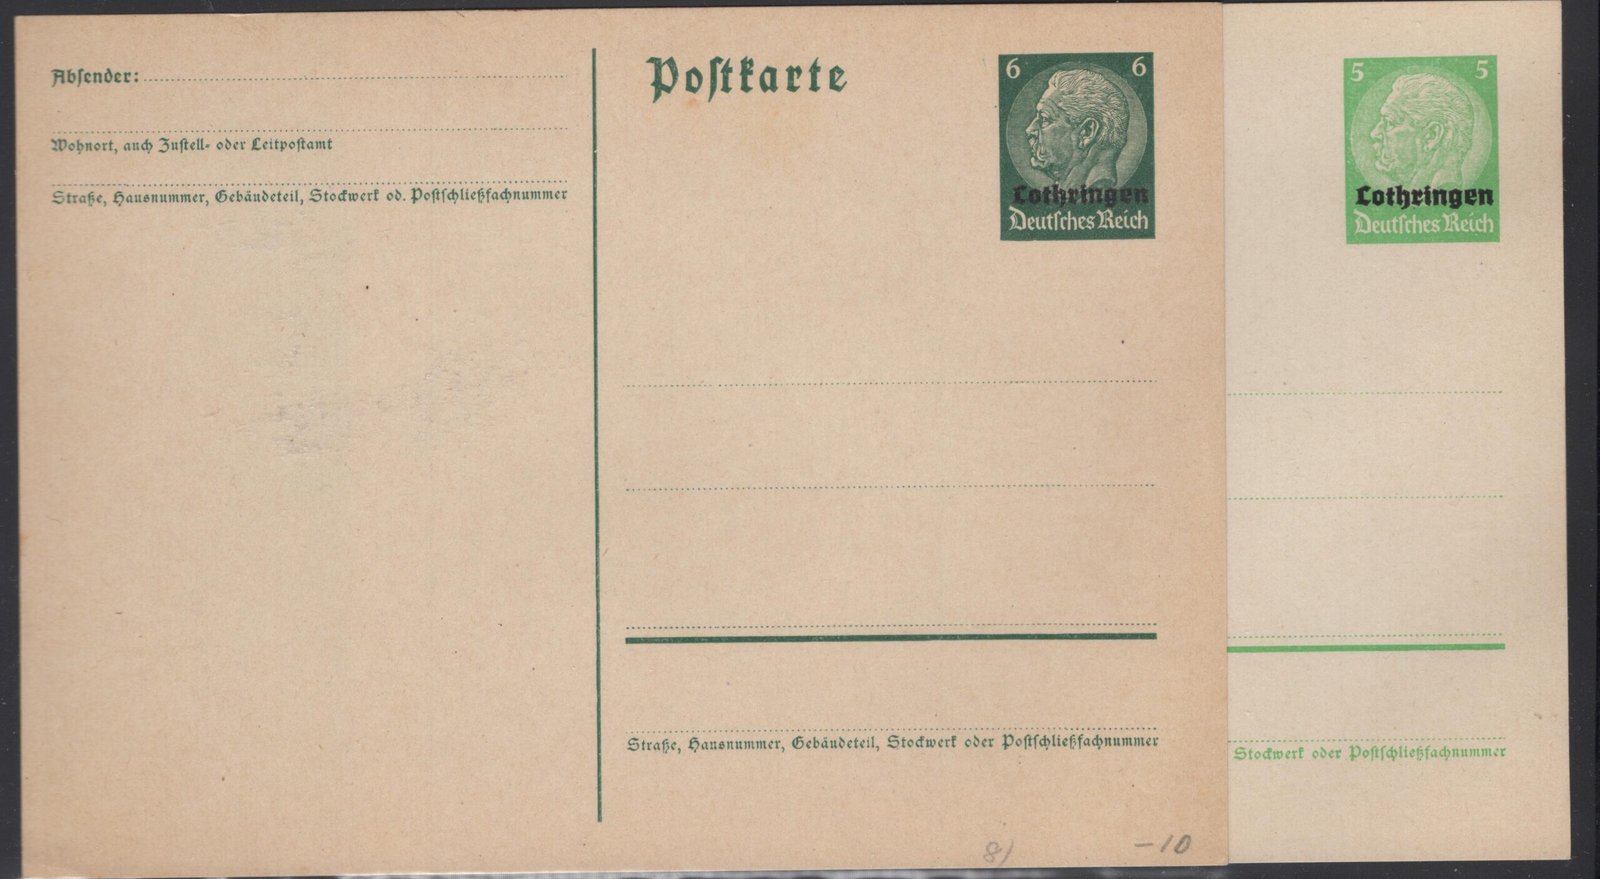 Absender:
Wohnort, auch Zustell- oder Leitpostamt
Straße, Hausnummer, Gebäudeteil, Stockwerk od. Postschließfachnummer
Postkarte
6 6
Lothringen
Deutsches Reich
Straße, Hausnummer, Gebäudeteil, Stockwerk oder Postschließfachnummer
8)
-10
5 5
Lothringen
Deutsches Reich
Stockwerk oder Postschließfachnummer